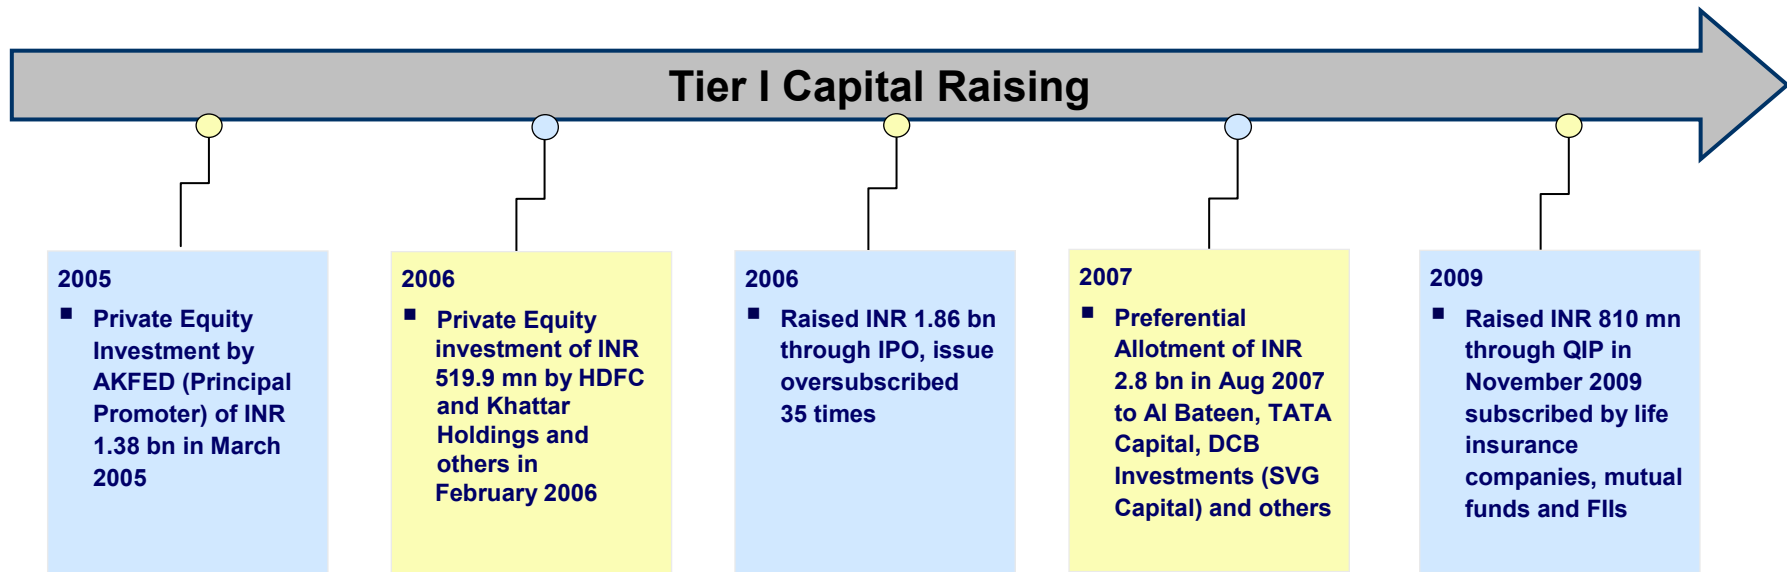 Tier I Capital Raising
2005
▪ Private Equity
Investment by
AKFED (Principal
Promoter) of INR
1.38 bn in March
2005
2006
▪ Private Equity
investment of INR
519.9 mn by HDFC
and Khattar
Holdings and
others in
February 2006
2006
▪ Raised INR 1.86 bn
through IPO, issue
oversubscribed
35 times
2007
▪ Preferential
Allotment of INR
2.8 bn in Aug 2007
to Al Bateen, TATA
Capital, DCB
Investments (SVG
Capital) and others
2009
▪ Raised INR 810 mn
through QIP in
November 2009
subscribed by life
insurance
companies, mutual
funds and FIIs